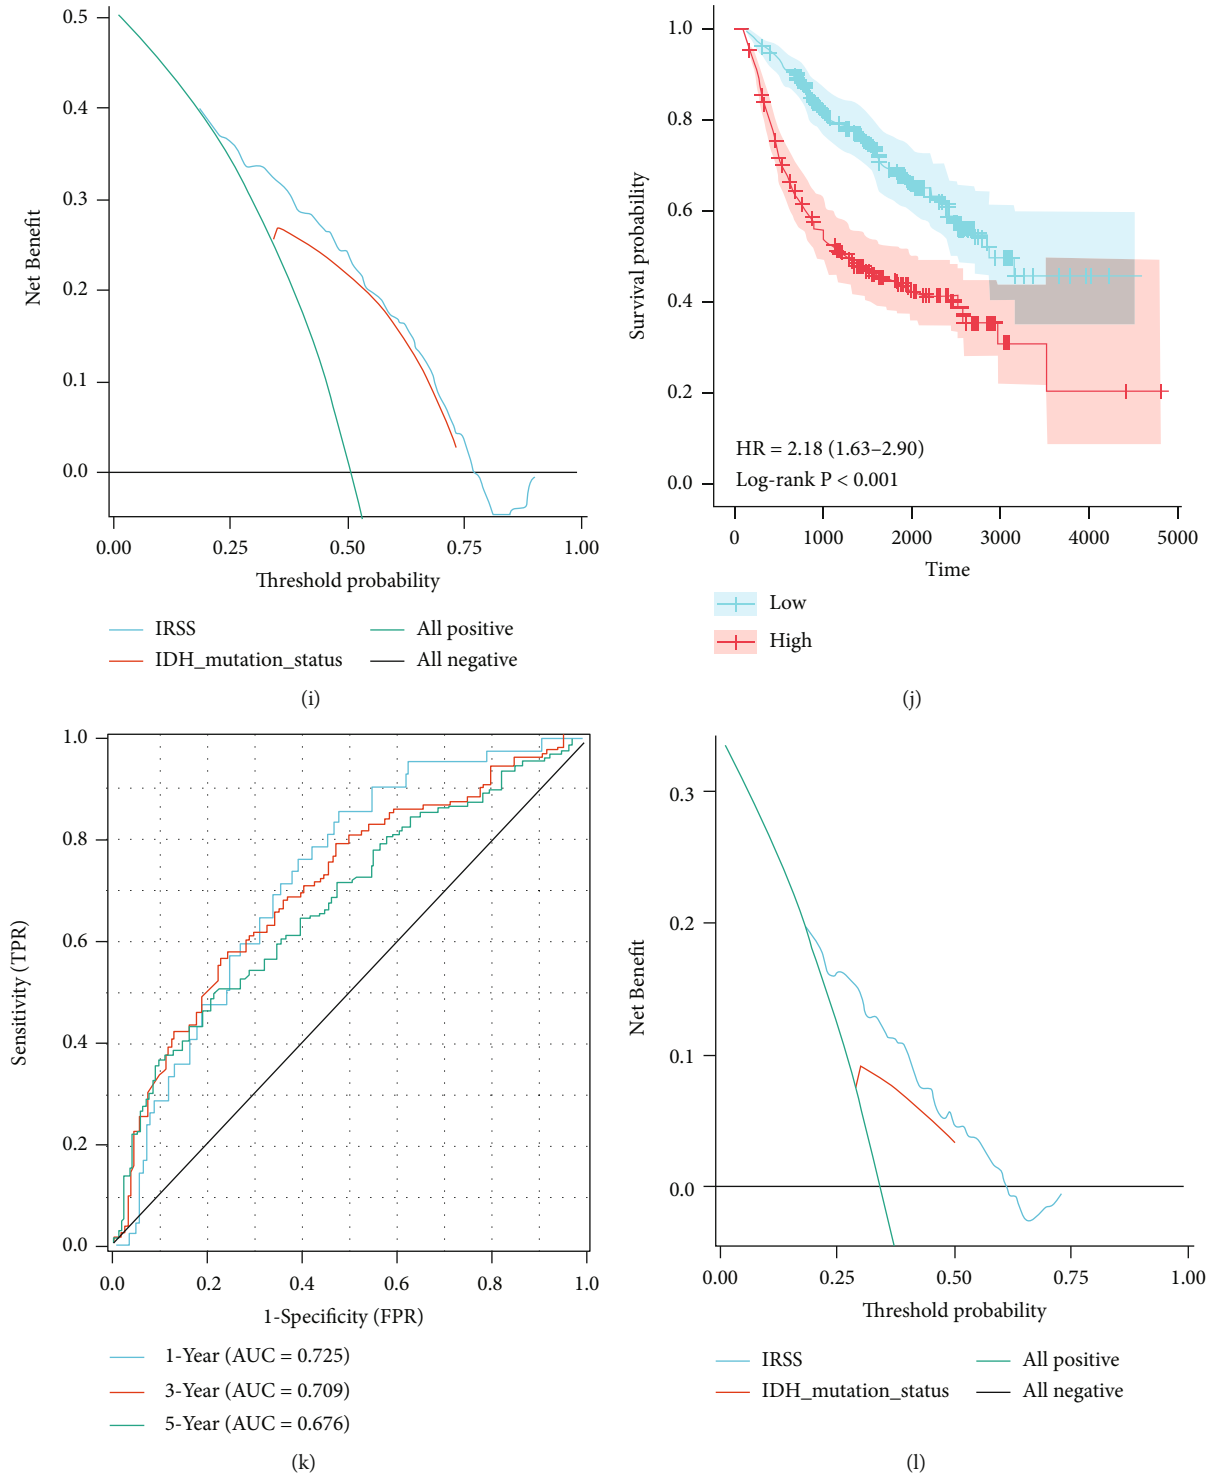 0.5
0.4
0.3
0.2
0.1
0.0
Net Benefit
0.00 0.25 0.50 0.75 1.00
Threshold probability
IRSS
IDH_mutation_status
All positive
All negative
(i)
1.0
0.8
0.6
0.4
0.2
0.0
Survival probability
HR = 2.18 (1.63–2.90)
Log-rank P < 0.001
0 1000 2000 3000 4000 5000
Time
Low
High
(j)
1.0
0.8
0.6
0.4
0.2
0.0
Sensitivity (TPR)
0.0 0.2 0.4 0.6 0.8 1.0
1-Specificity (FPR)
1-Year (AUC = 0.725)
3-Year (AUC = 0.709)
5-Year (AUC = 0.676)
(k)
0.3
0.2
0.1
0.0
Net Benefit
0.00 0.25 0.50 0.75 1.00
Threshold probability
IRSS
IDH_mutation_status
All positive
All negative
(l)